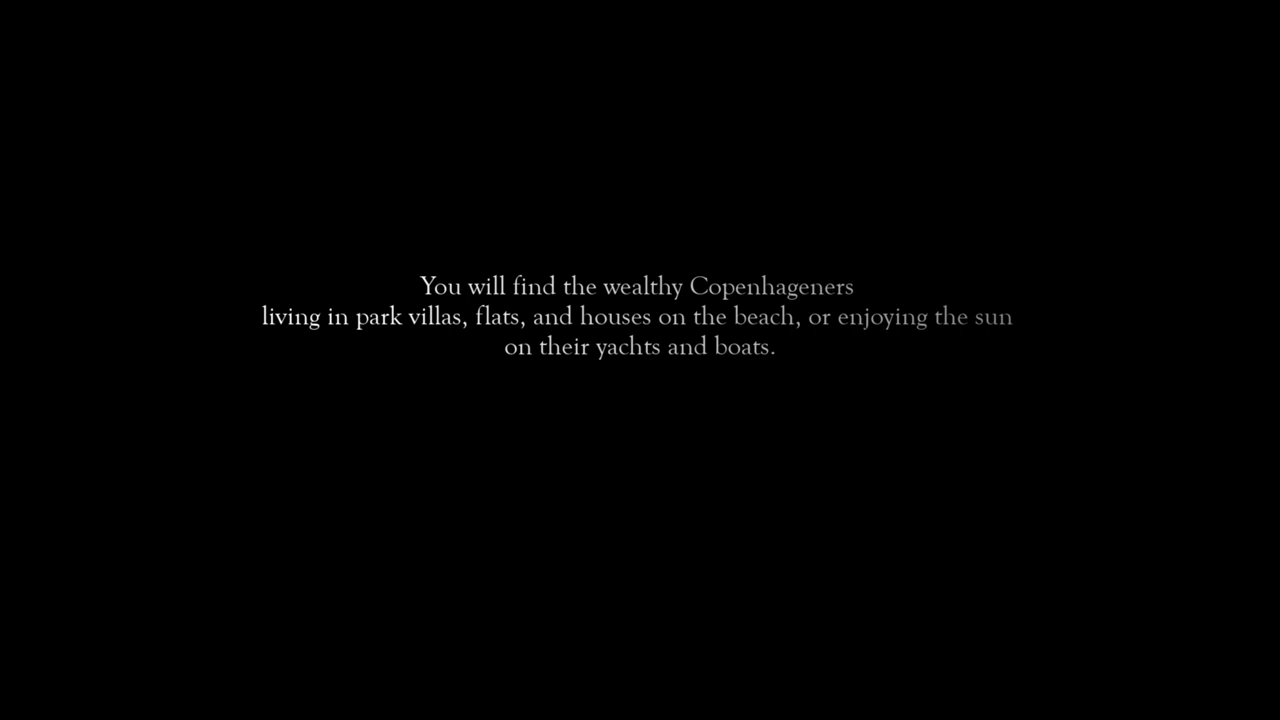 You will find the wealthy Copenhageners
living in park villas, flats, and houses on the beach, or enjoying the sun
on their yachts and boats.